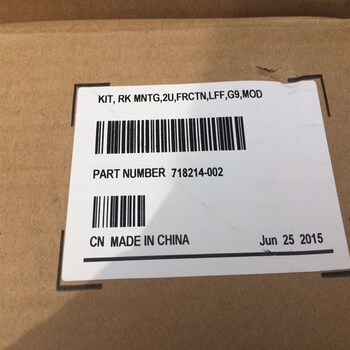 KIT, RK MNTG,2U,FRCTN,LFF,G9,MOD
PART NUMBER 718214-002
CN MADE IN CHINA Jun 25 2015